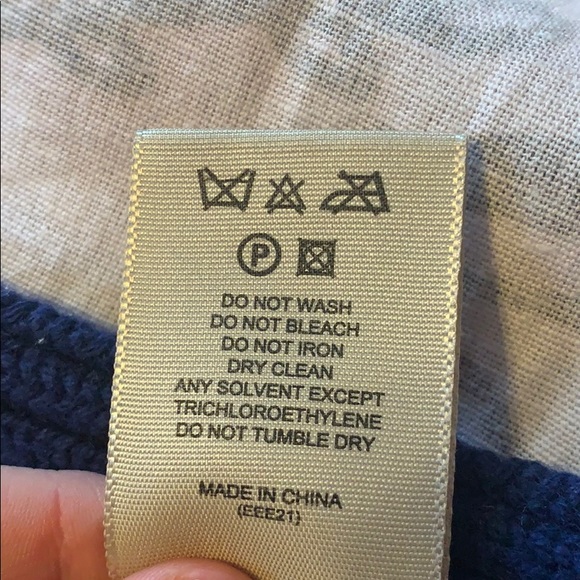 P
DO NOT WASH
DO NOT BLEACH
DO NOT IRON
DRY CLEAN
ANY SOLVENT EXCEPT
TRICHLOROETHYLENE
DO NOT TUMBLE DRY
MADE IN CHINA
(EEE21)